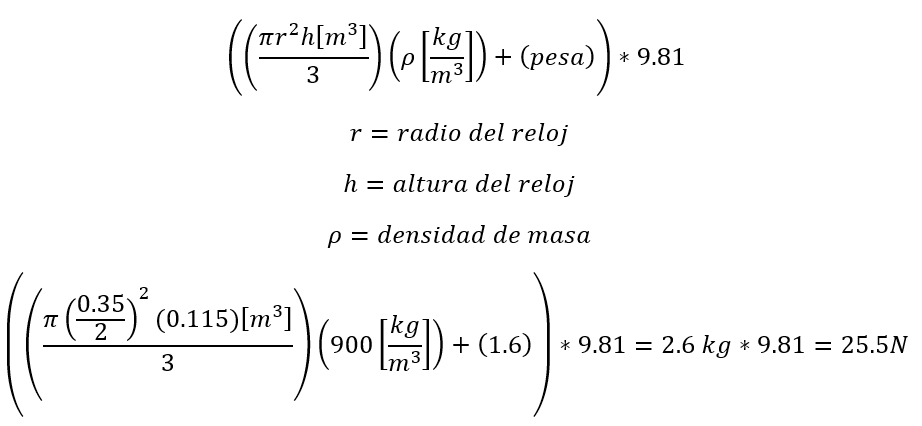 ((πr²h[m³]/3)(ρ[kg/m³])+(pesa))∗9.81
r = radio del reloj
h = altura del reloj
ρ = densidad de masa
((π(0.35/2)²(0.115)[m³]/3)(900[kg/m³])+(1.6))∗9.81 = 2.6 kg∗9.81 = 25.5N